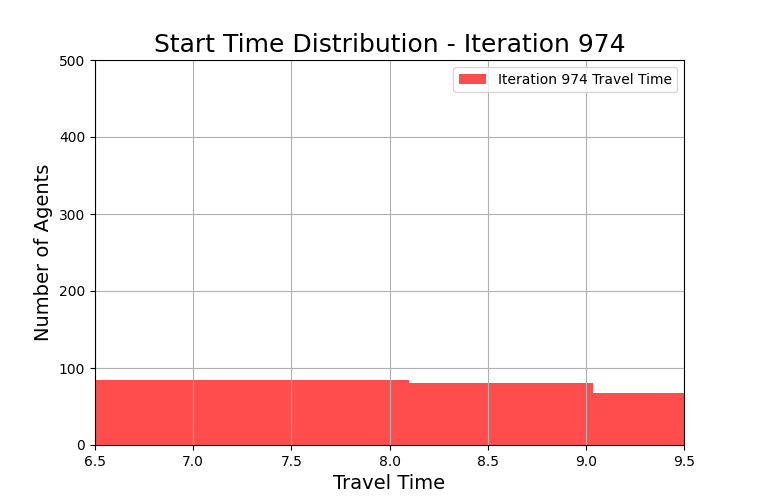 Start Time Distribution - Iteration 974
Iteration 974 Travel Time
Number of Agents
500
400
300
200
100
0
6.5 7.0 7.5 8.0 8.5 9.0 9.5
Travel Time